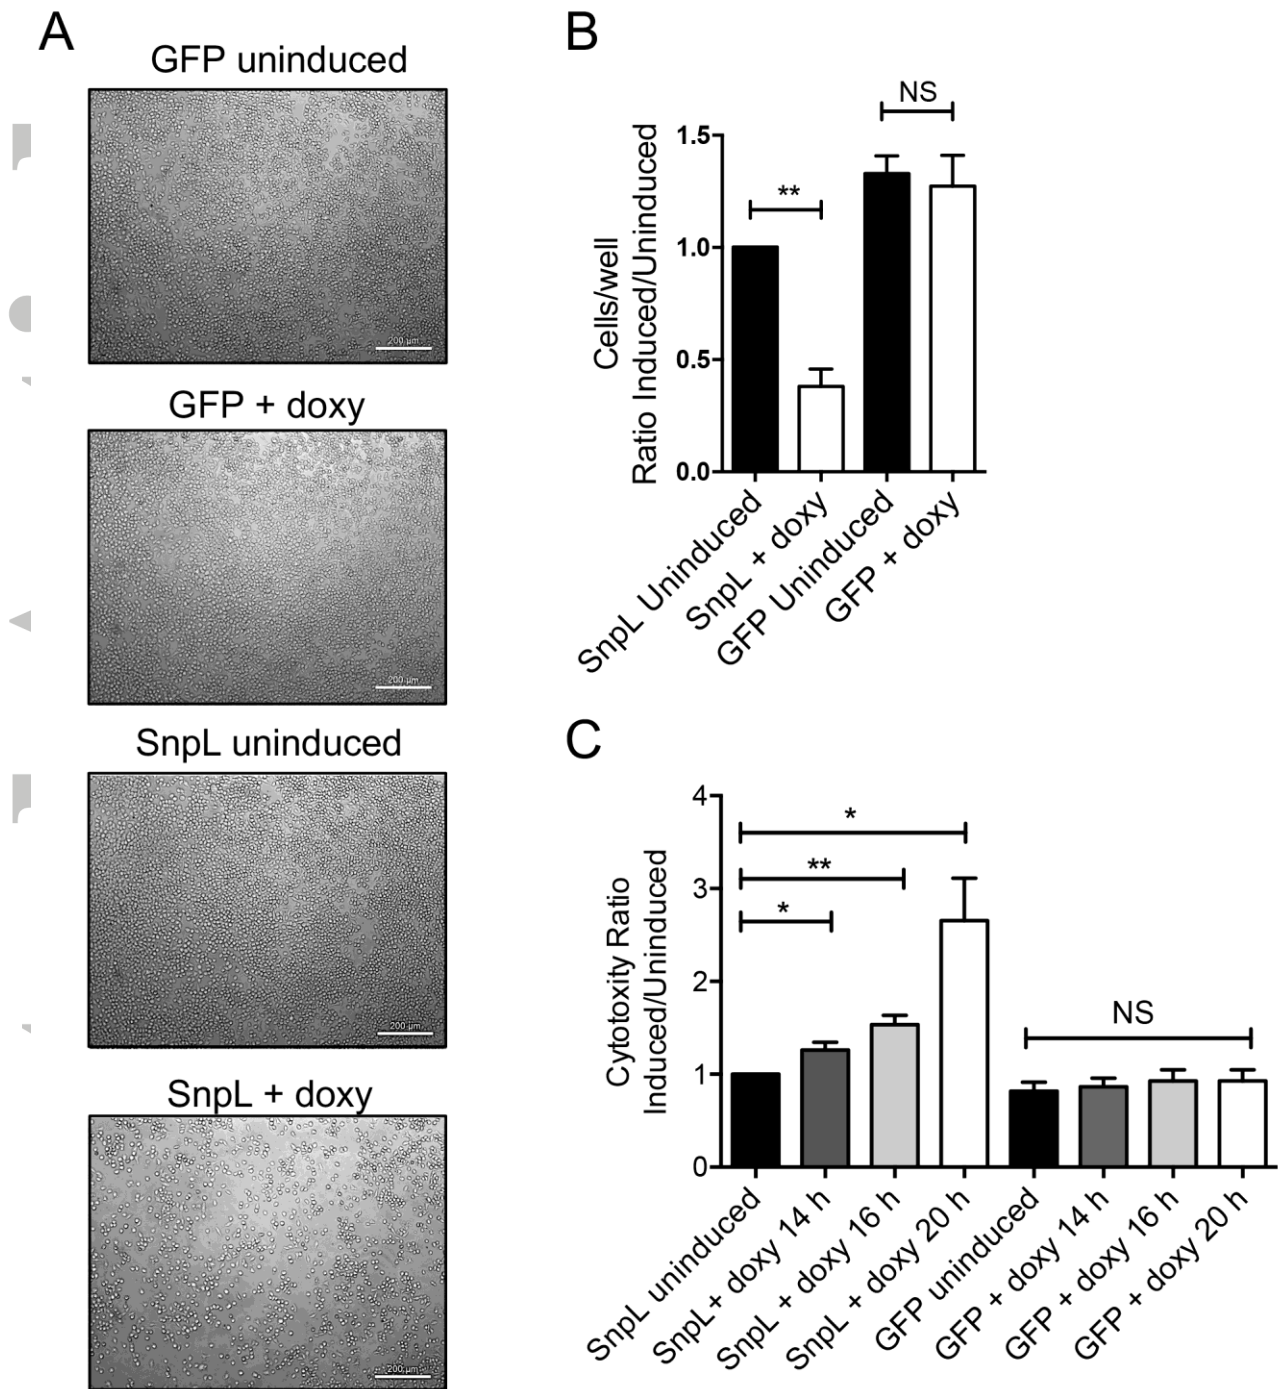 A
GFP uninduced
200 µm
GFP + doxy
200 µm
SnpL uninduced
200 µm
SnpL + doxy
200 µm
B
Cells/well
Ratio Induced/Uninduced
1.5
1.0
0.5
0.0
**
NS
SnpL Uninduced
SnpL + doxy
GFP Uninduced
GFP + doxy
C
Cytotoxity Ratio
Induced/Uninduced
4
3
2
1
0
*
**
*
NS
SnpL uninduced
SnpL+ doxy 14 h
SnpL + doxy 16 h
SnpL + doxy 20 h
GFP uninduced
GFP + doxy 14 h
GFP + doxy 16 h
GFP + doxy 20 h